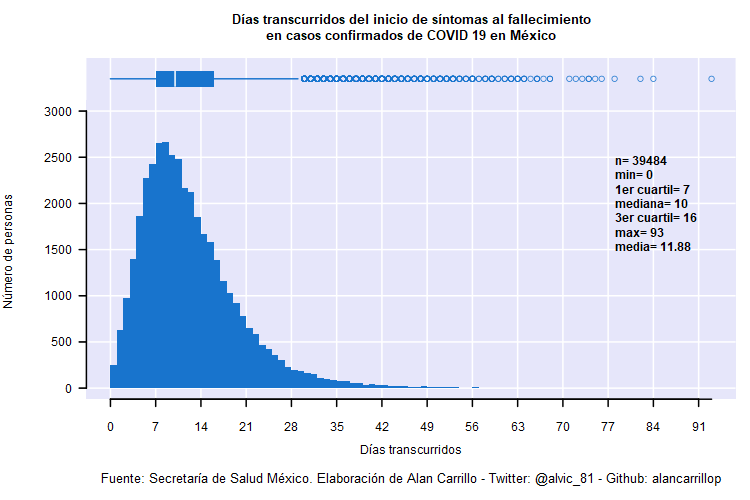 Días transcurridos del inicio de síntomas al fallecimiento
en casos confirmados de COVID 19 en México
3000
2500
2000
1500
1000
500
0
Número de personas
n= 39484
min= 0
1er cuartil= 7
mediana= 10
3er cuartil= 16
max= 93
media= 11.88
0 7 14 21 28 35 42 49 56 63 70 77 84 91
Días transcurridos
Fuente: Secretaría de Salud México. Elaboración de Alan Carrillo - Twitter: @alvic_81 - Github: alancarrillop